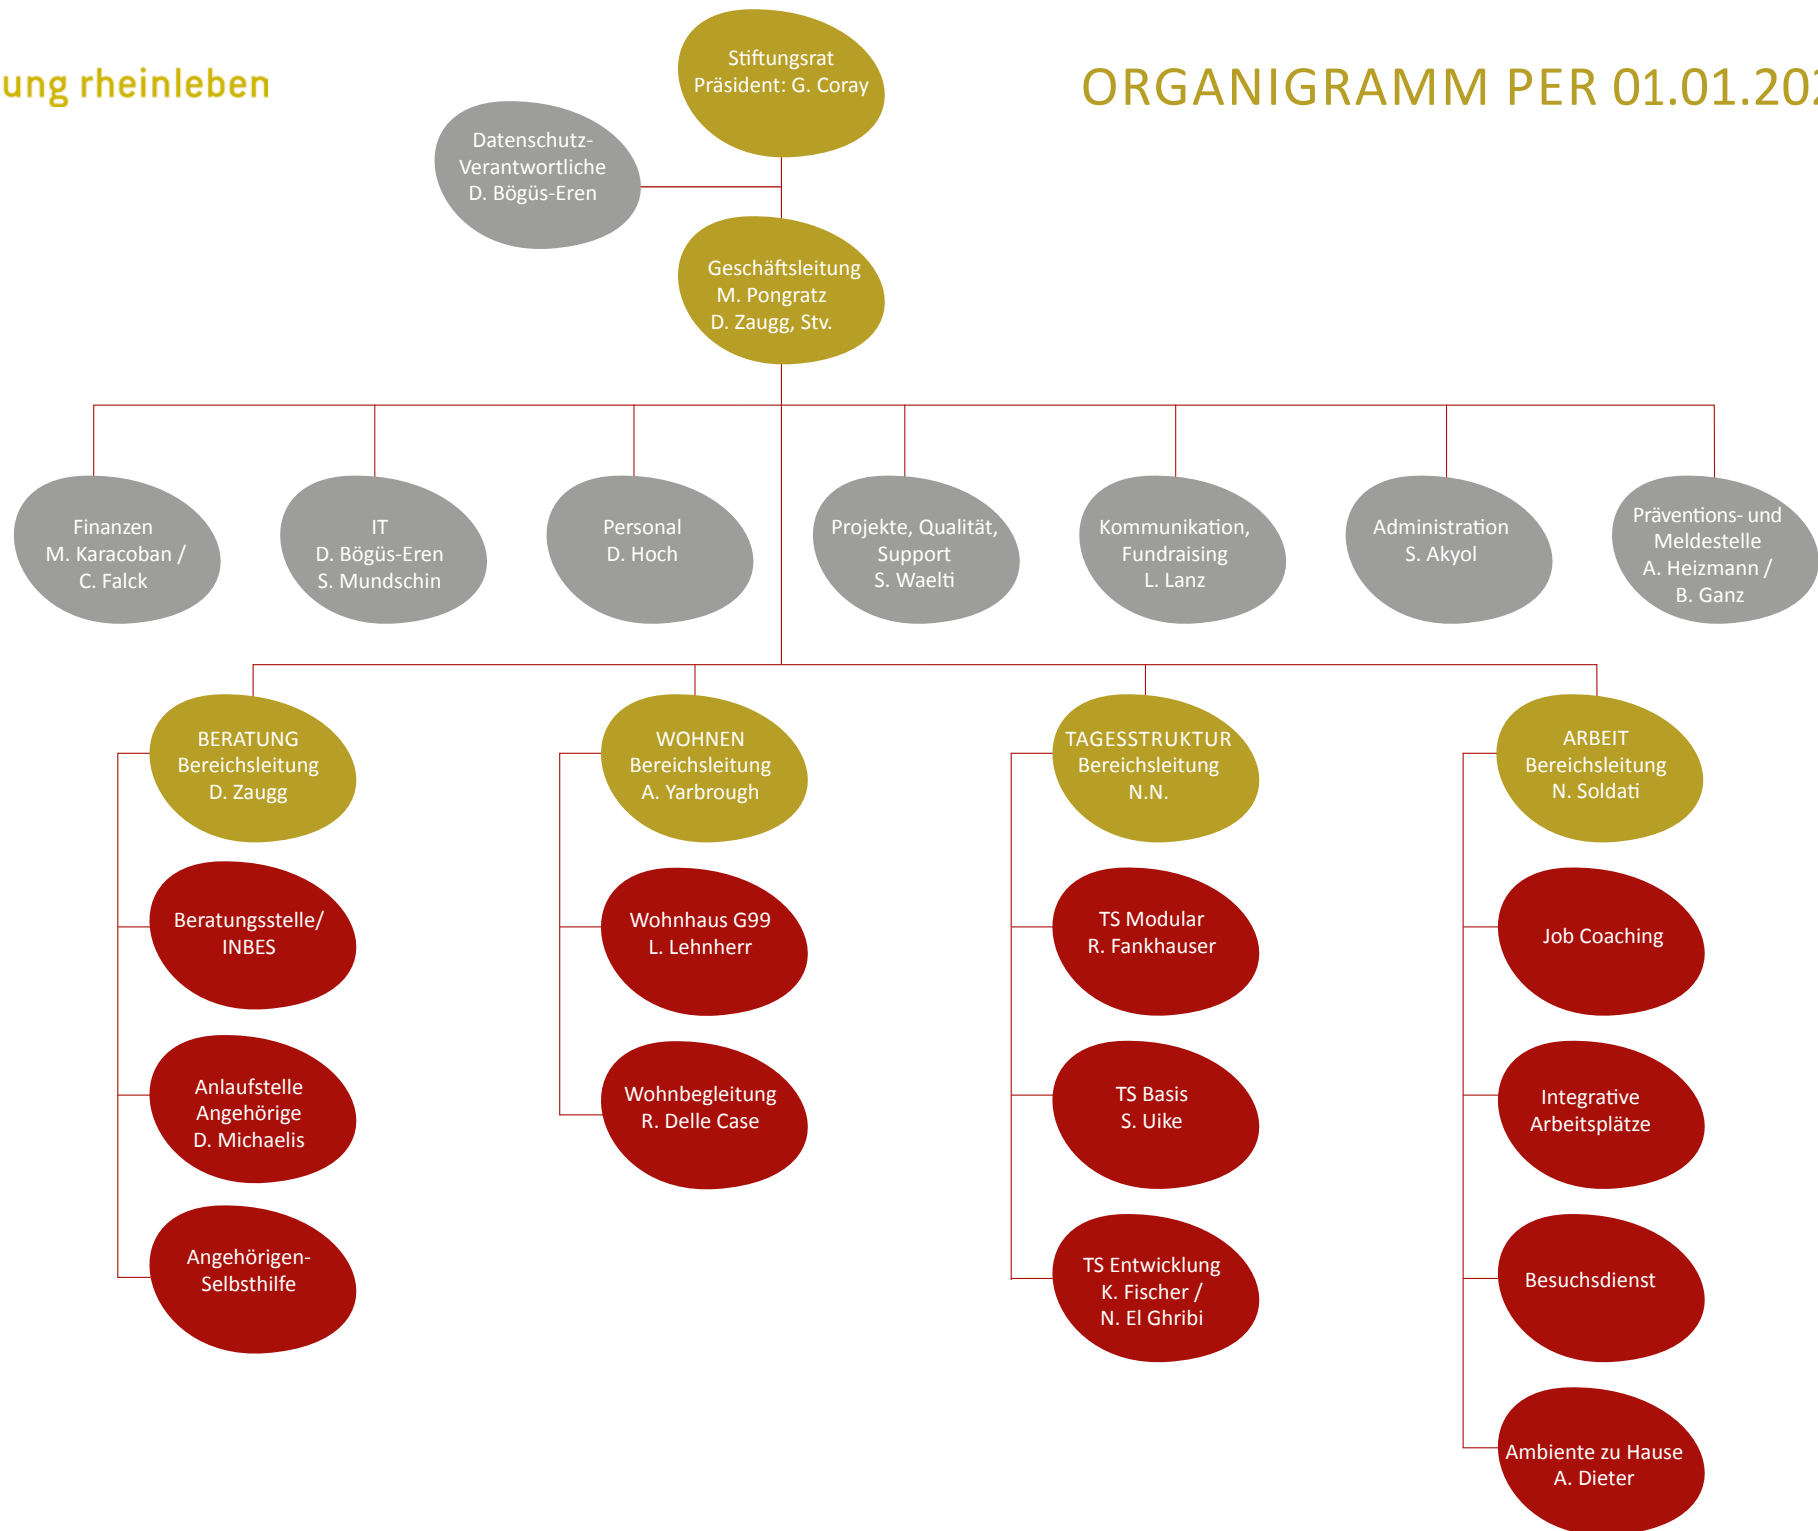 ung rheinleben
ORGANIGRAMM PER 01.01.202
Stiftungsrat
Präsident: G. Coray
Datenschutz-
Verantwortliche
D. Bögüs-Eren
Geschäftsleitung
M. Pongratz
D. Zaugg, Stv.
Finanzen
M. Karacoban /
C. Falck
IT
D. Bögüs-Eren
S. Mundschin
Personal
D. Hoch
Projekte, Qualität,
Support
S. Waelti
Kommunikation,
Fundraising
L. Lanz
Administration
S. Akyol
Präventions- und
Meldestelle
A. Heizmann /
B. Ganz
BERATUNG
Bereichsleitung
D. Zaugg
WOHNEN
Bereichsleitung
A. Yarbrough
TAGESSTRUKTUR
Bereichsleitung
N.N.
ARBEIT
Bereichsleitung
N. Soldati
Beratungsstelle/
INBES
Wohnhaus G99
L. Lehnherr
TS Modular
R. Fankhauser
Job Coaching
Anlaufstelle
Angehörige
D. Michaelis
Wohnbegleitung
R. Delle Case
TS Basis
S. Uike
Integrative
Arbeitsplätze
Angehörigen-
Selbsthilfe
TS Entwicklung
K. Fischer /
N. El Ghribi
Besuchsdienst
Ambiente zu Hause
A. Dieter